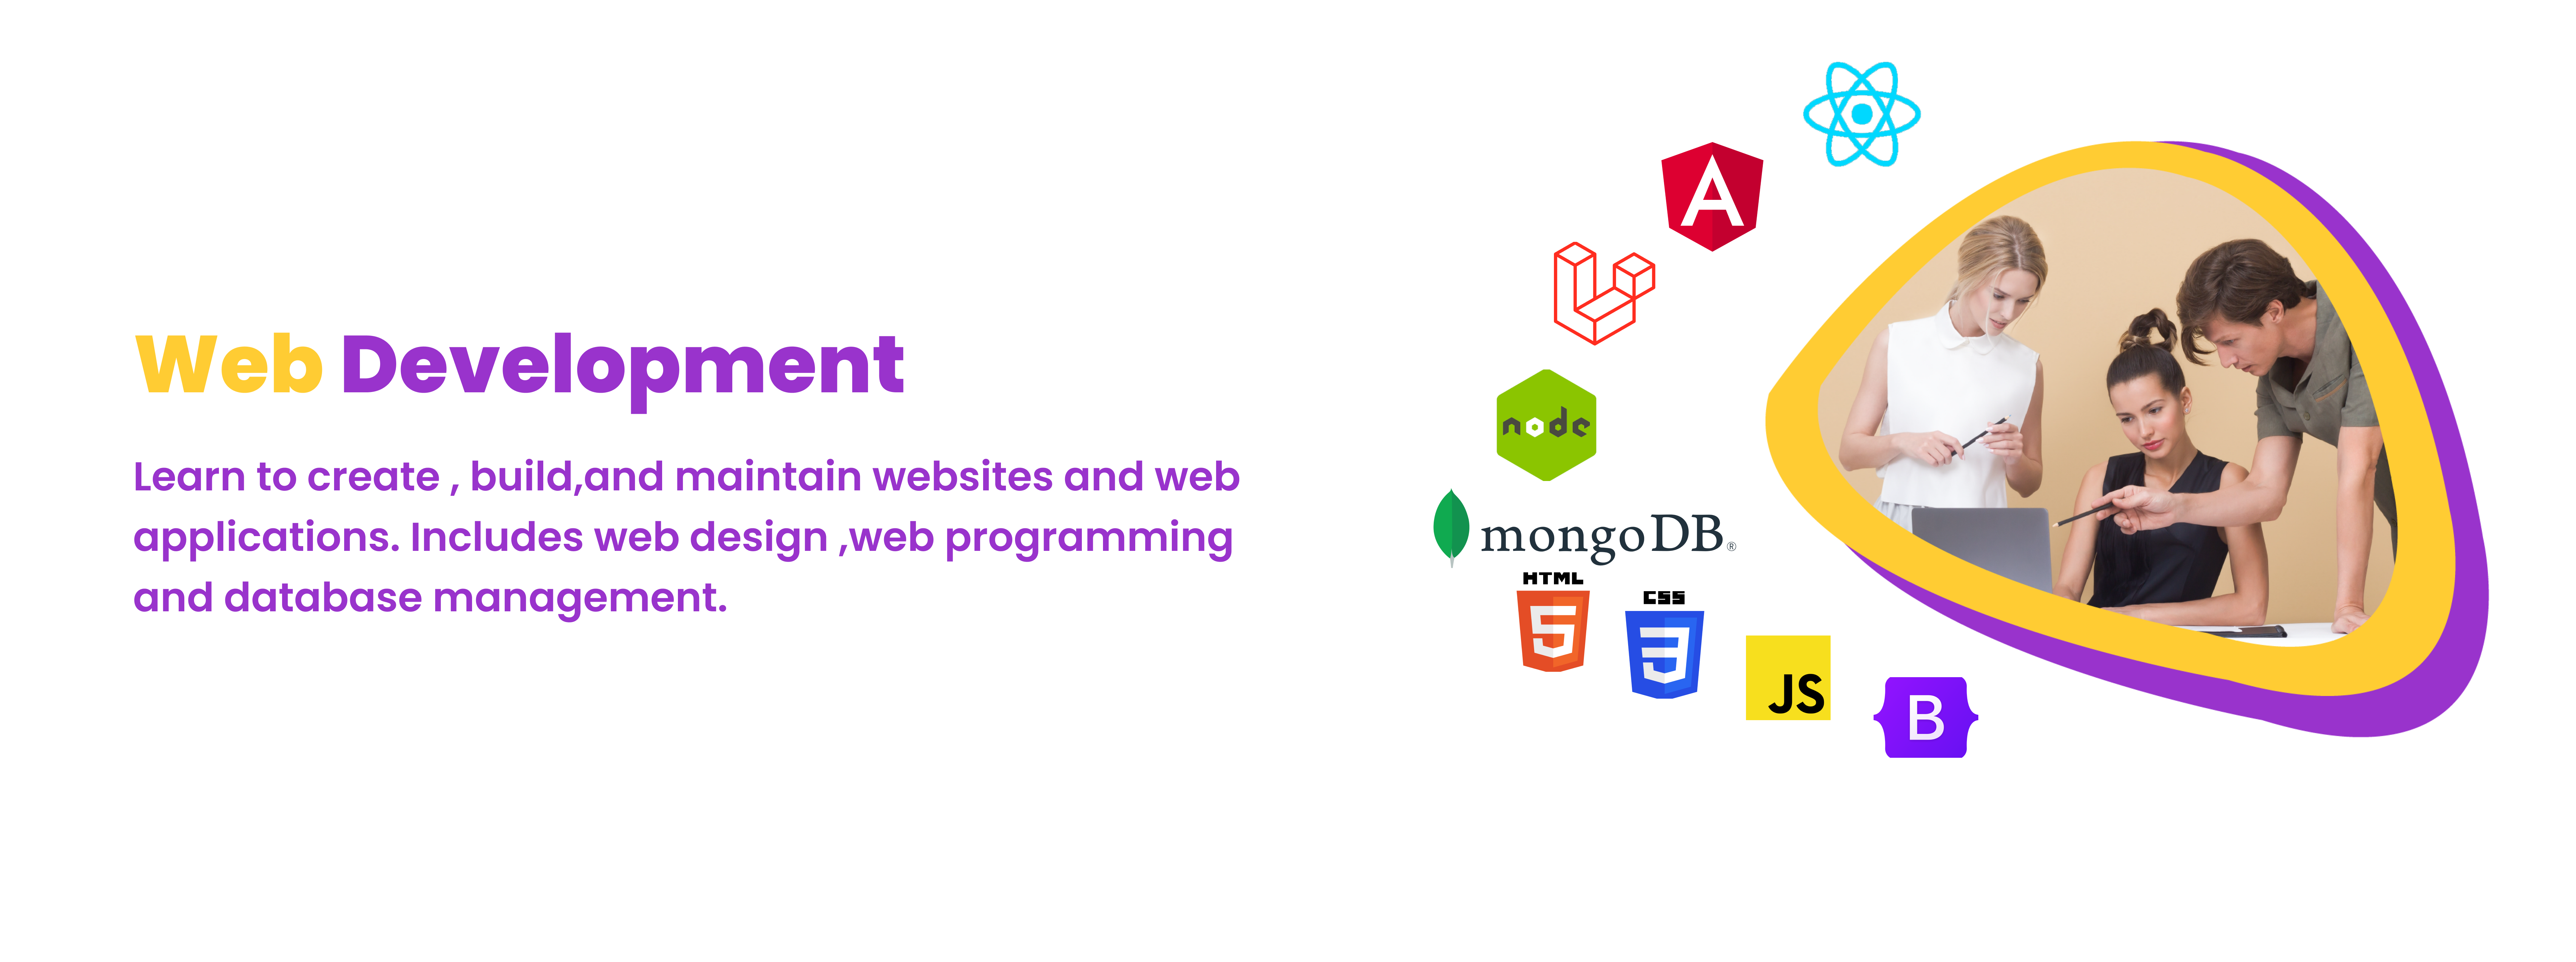 Web Development
Learn to create , build,and maintain websites and web
applications. Includes web design ,web programming
and database management.
A
node
mongoDB®
HTML
5
CSS
3
JS
B